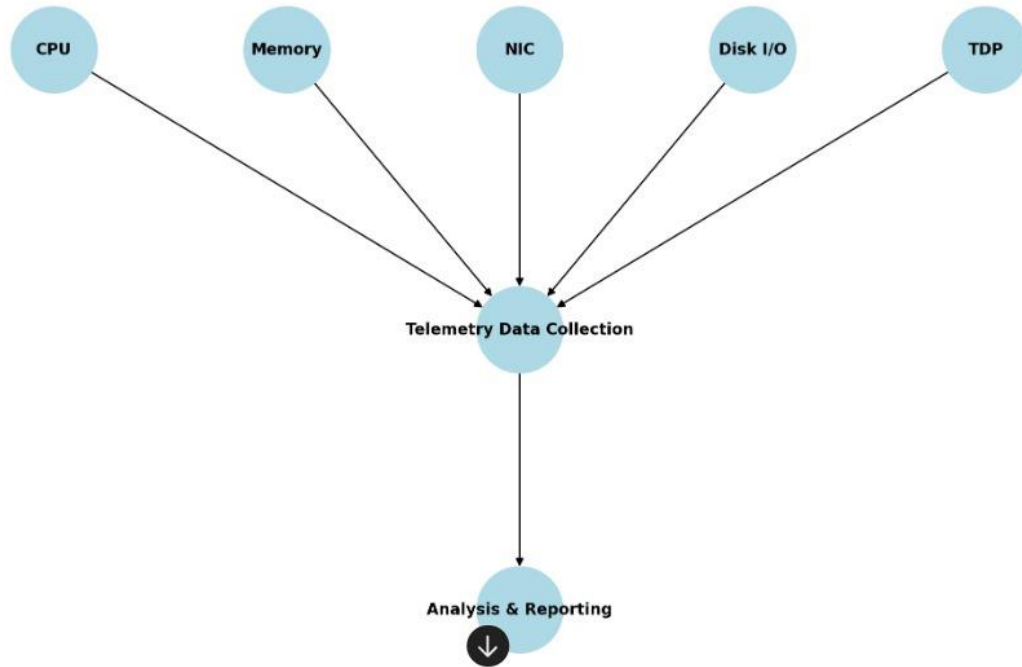 CPU
Memory
NIC
Disk I/O
TDP
Telemetry Data Collection
Analysis & Reporting